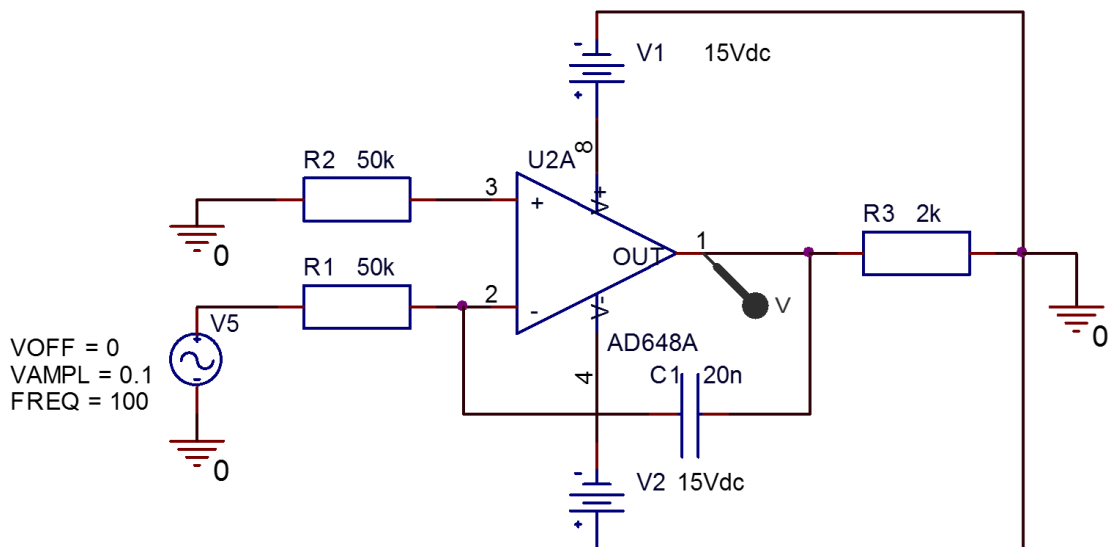 -
V1 15Vdc
+
8
U2A
R2 50k
V+
3
+
0
R1 50k
OUT
1
R3 2k
V
2
-
V-
V5
+
-
0
VOFF = 0
VAMPL = 0.1
FREQ = 100
AD648A
4
C1 20n
0
-
V2 15Vdc
+